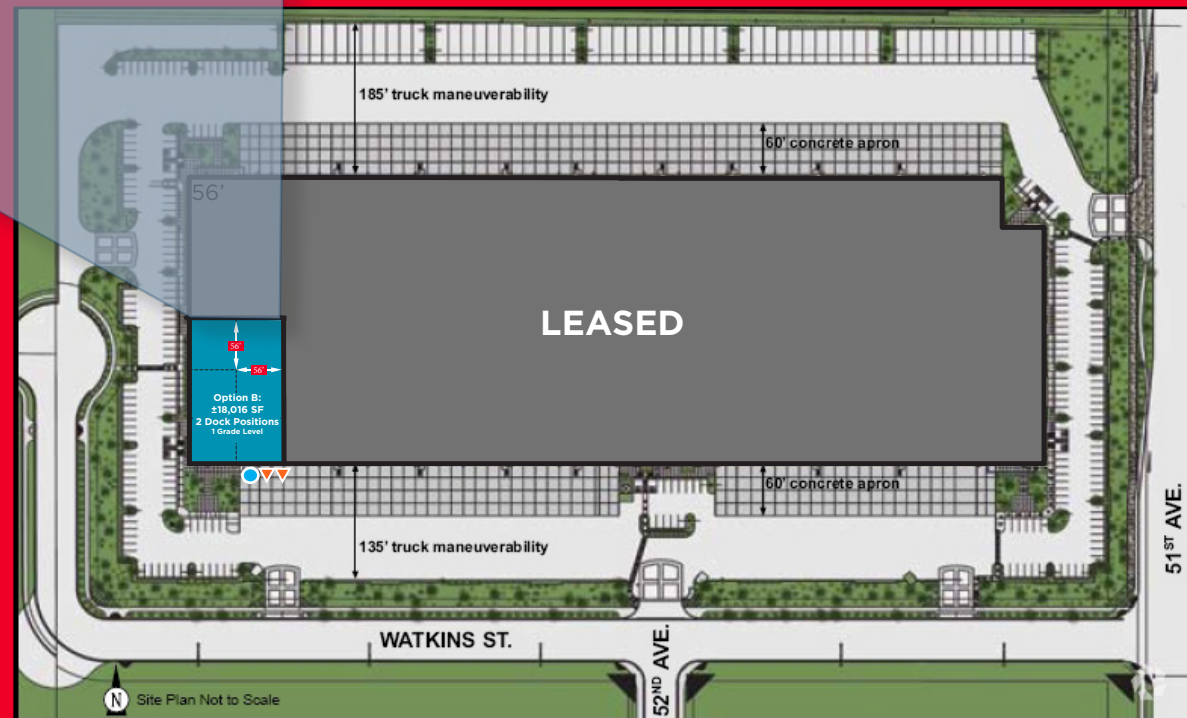 185' truck maneuverability
60' concrete apron
56'
LEASED
56'
56'
Option B:
±18,016 SF
2 Dock Positions
1 Grade Level
60' concrete apron
135' truck maneuverability
51ST AVE.
WATKINS ST.
52ND AVE.
N
Site Plan Not to Scale